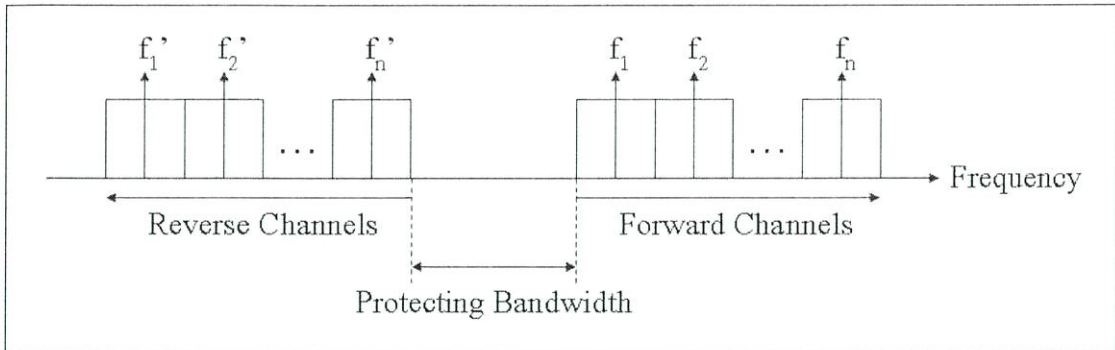 f₁' f₂' fₙ' f₁ f₂ fₙ
... ...
Frequency
Reverse Channels Forward Channels
Protecting Bandwidth